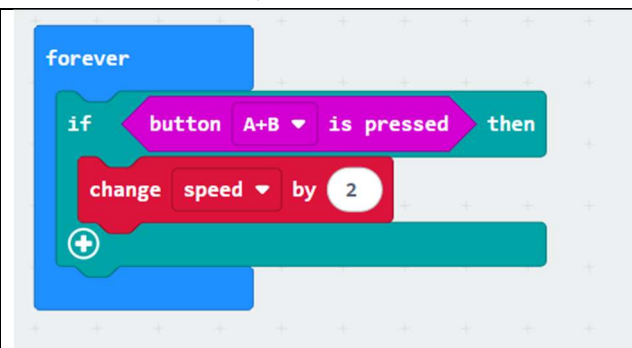 forever
if button A+B is pressed then
change speed by 2